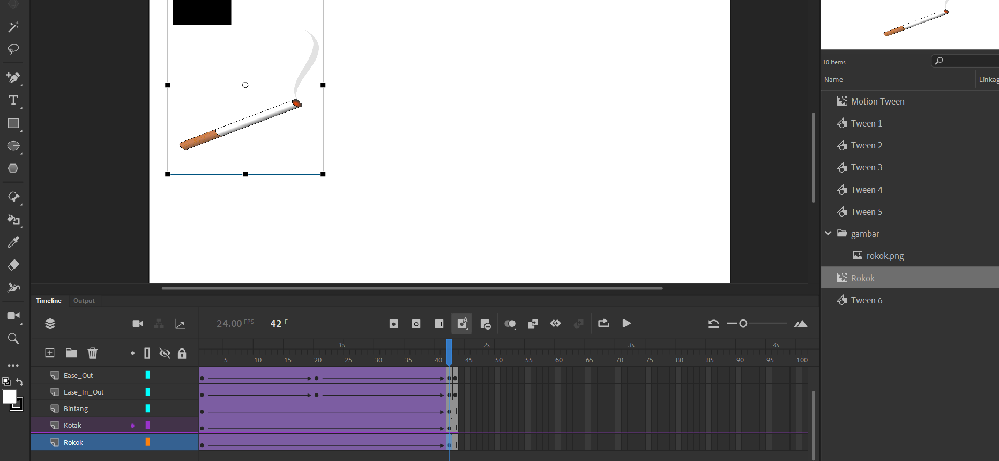 10 items
Name Linkag
Motion Tween
Tween 1
Tween 2
Tween 3
Tween 4
Tween 5
gambar
rokok.png
Rokok
Tween 6
Timeline Output
24.00 FPS 42 F
1s 2s 3s 4s
5 10 15 20 25 30 35 40 45 50 55 60 65 70 75 80 85 90 95 100
Ease_Out
Ease_In_Out
Bintang
Kotak
Rokok